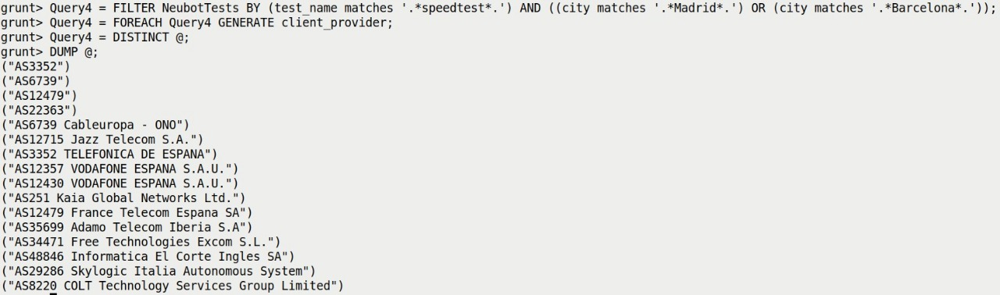 grunt> Query4 = FILTER NeubotTests BY (test_name matches '.*speedtest*.') AND ((city matches '.*Madrid*.') OR (city matches '.*Barcelona*.'));
grunt> Query4 = FOREACH Query4 GENERATE client_provider;
grunt> Query4 = DISTINCT @;
grunt> DUMP @;
("AS3352")
("AS6739")
("AS12479")
("AS22363")
("AS6739 Cableuropa - ONO")
("AS12715 Jazz Telecom S.A.")
("AS3352 TELEFONICA DE ESPANA")
("AS12357 VODAFONE ESPANA S.A.U.")
("AS12430 VODAFONE ESPANA S.A.U.")
("AS251 Kaia Global Networks Ltd.")
("AS12479 France Telecom Espana SA")
("AS35699 Adamo Telecom Iberia S.A")
("AS34471 Free Technologies Excom S.L.")
("AS48846 Informatica El Corte Ingles SA")
("AS29286 Skylogic Italia Autonomous System")
("AS8220 COLT Technology Services Group Limited")